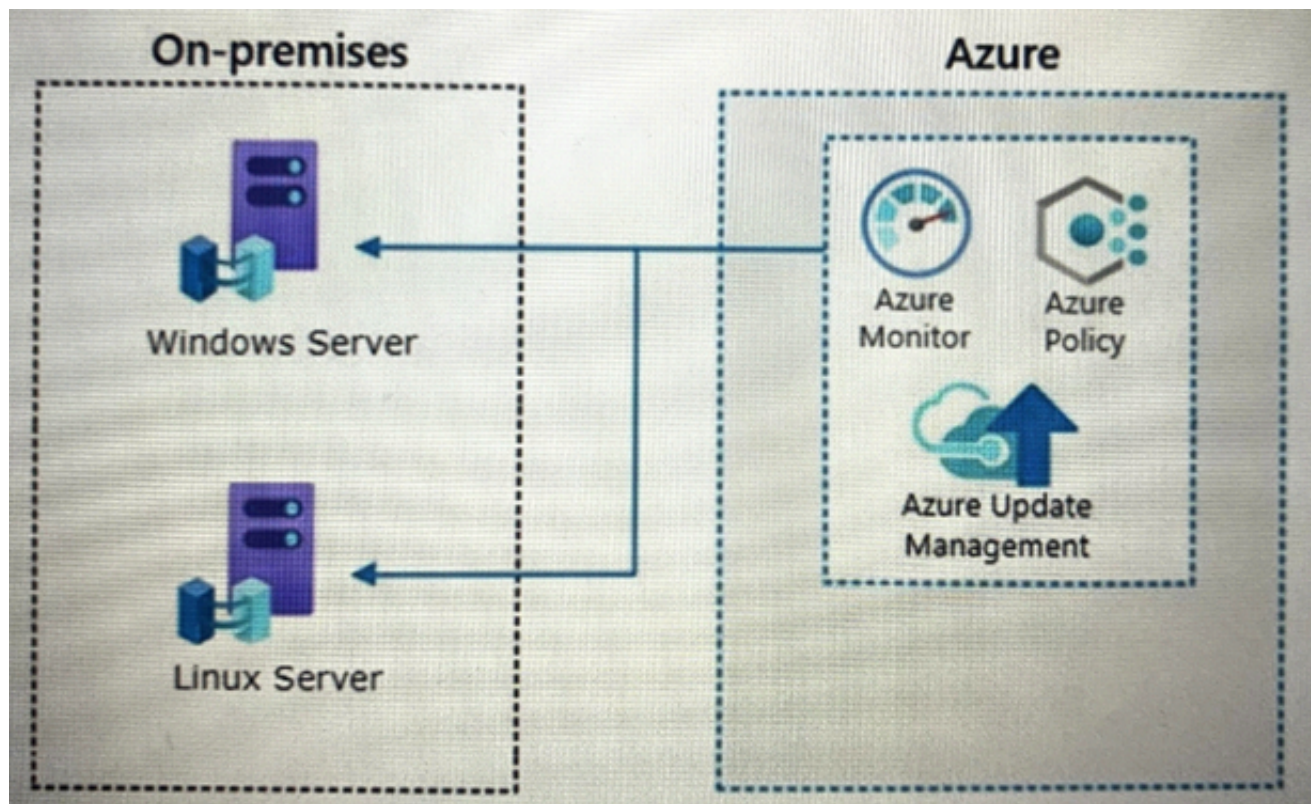 On-premises
Azure
Windows Server
Linux Server
Azure
Monitor
Azure
Policy
Azure Update
Management